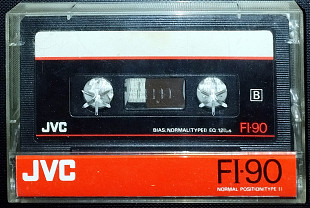 B
JVC
BIAS: NORMAL(TYPE I) EQ: 120μs
FI·90
JVC
FI·90
NORMAL POSITION(TYPE I)